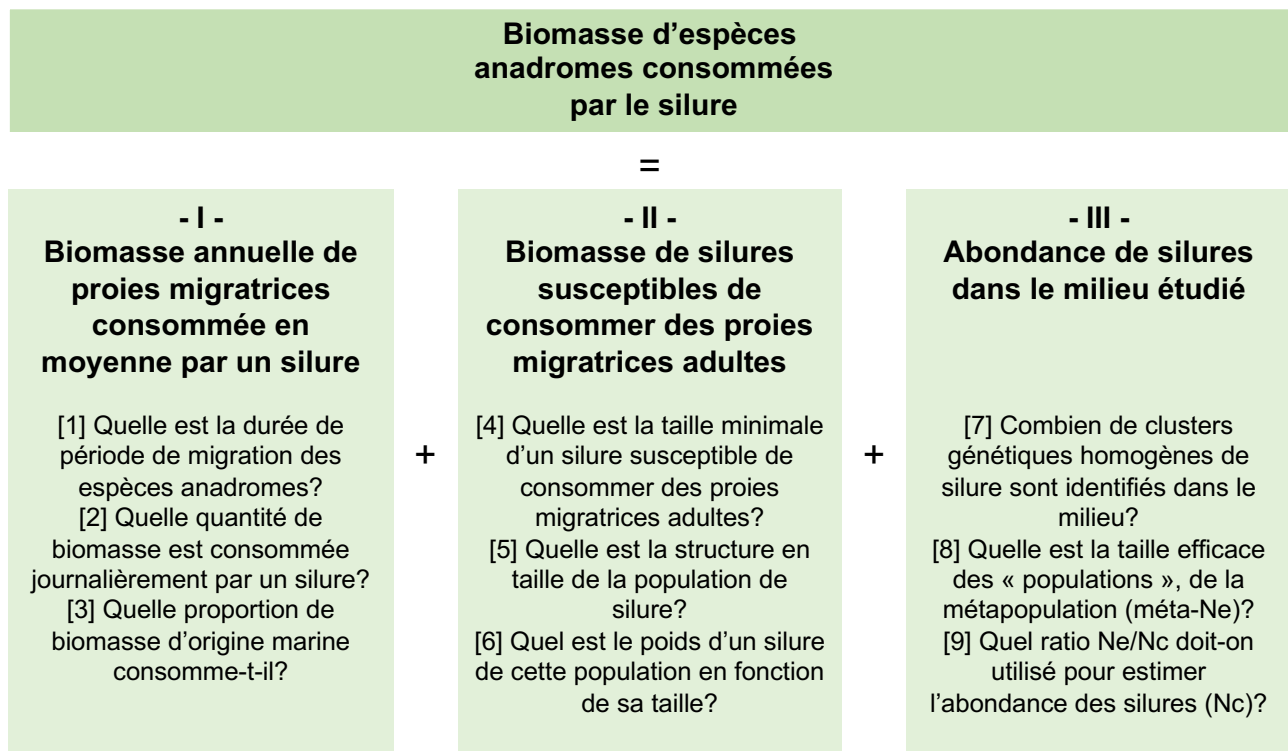 Biomasse d'espèces
anadromes consommées
par le silure
=
- I -
Biomasse annuelle de
proies migratrices
consommée en
moyenne par un silure
[1] Quelle est la durée de
période de migration des
espèces anadromes?
[2] Quelle quantité de
biomasse est consommée
journalièrement par un silure?
[3] Quelle proportion de
biomasse d'origine marine
consomme-t-il?
+
- II -
Biomasse de silures
susceptibles de
consommer des proies
migratrices adultes
[4] Quelle est la taille minimale
d'un silure susceptible de
consommer des proies
migratrices adultes?
[5] Quelle est la structure en
taille de la population de
silure?
[6] Quel est le poids d'un silure
de cette population en fonction
de sa taille?
+
- III -
Abondance de silures
dans le milieu étudié
[7] Combien de clusters
génétiques homogènes de
silure sont identifiés dans le
milieu?
[8] Quelle est la taille efficace
des « populations », de la
métapopulation (méta-Ne)?
[9] Quel ratio Ne/Nc doit-on
utilisé pour estimer
l'abondance des silures (Nc)?